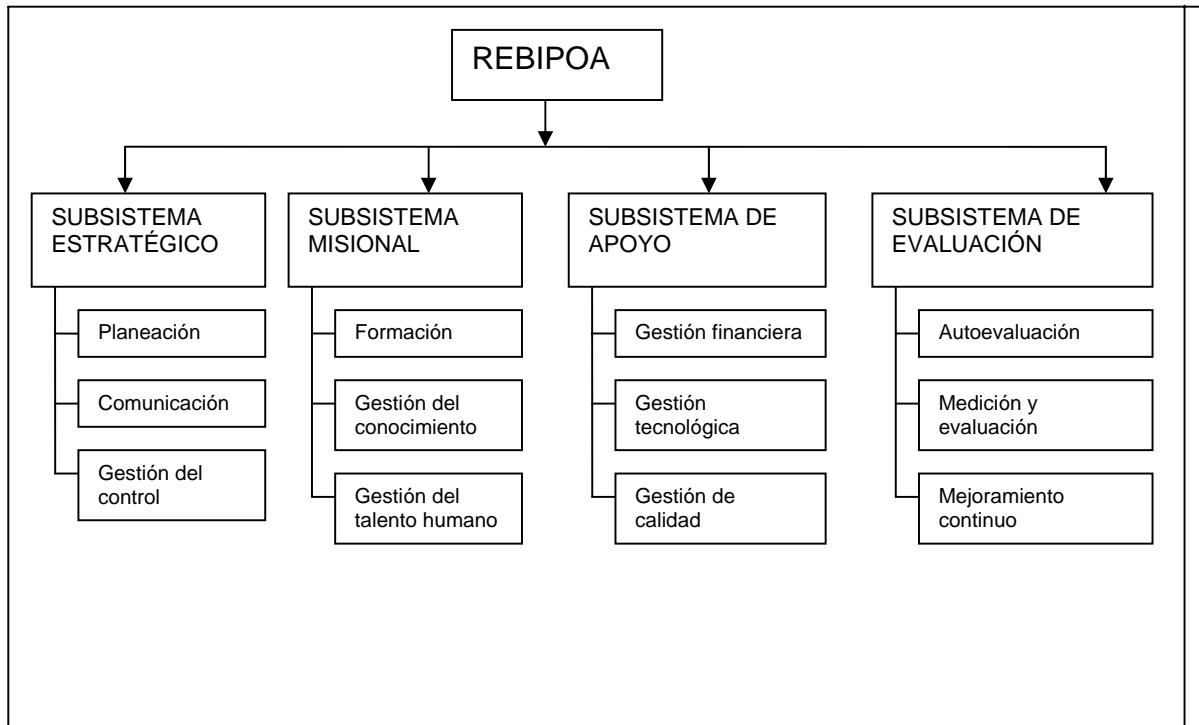 REBIPOA
SUBSISTEMA
ESTRATÉGICO
Planeación
Comunicación
Gestión del
control
SUBSISTEMA
MISIONAL
Formación
Gestión del
conocimiento
Gestión del
talento humano
SUBSISTEMA DE
APOYO
Gestión financiera
Gestión
tecnológica
Gestión de
calidad
SUBSISTEMA DE
EVALUACIÓN
Autoevaluación
Medición y
evaluación
Mejoramiento
continuo